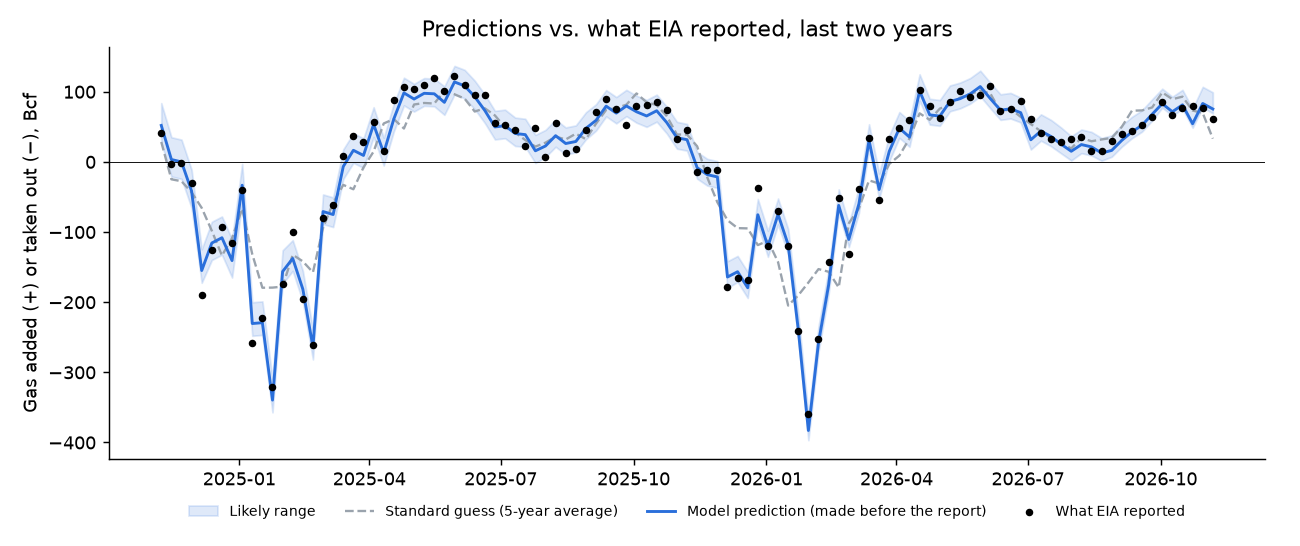 Predictions vs. what EIA reported, last two years
Gas added (+) or taken out (−), Bcf
100
0
−100
−200
−300
−400
2025-01 2025-04 2025-07 2025-10 2026-01 2026-04 2026-07 2026-10
Likely range Standard guess (5-year average) Model prediction (made before the report) What EIA reported